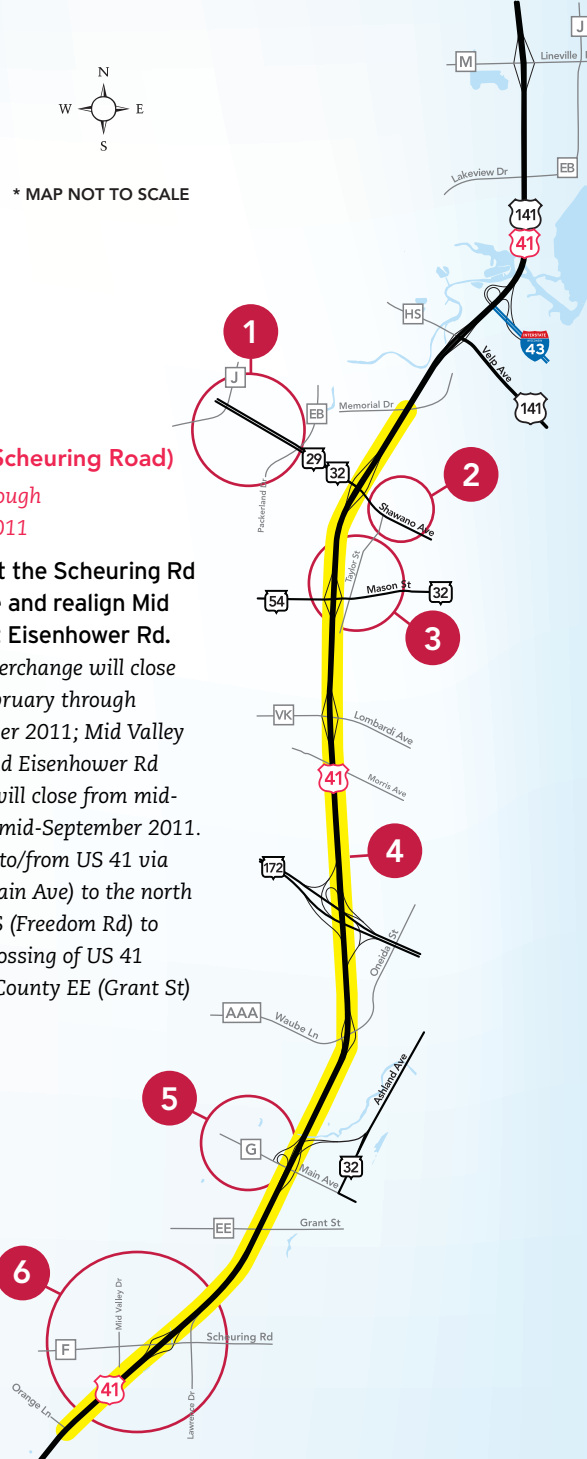 N
W E
S
* MAP NOT TO SCALE
J
M
Lineville
Lakeview Dr
EB
141
41
HS
INTERSTATE
43
Velp Ave
141
1
J
EB
Memorial Dr
29
32
Packerland Dr
2
Shawano Ave
Taylor St
54
Mason St
32
3
VK
Lombardi Ave
Morris Ave
41
4
172
Oneida St
AAA
Waube Ln
Ashland Ave
5
G
Main Ave
32
EE
Grant St
6
Mid Valley Dr
F
Scheuring Rd
41
Orange Ln
Lawrence Dr
Scheuring Road)
ough
011
t the Scheuring Rd
e and realign Mid
t Eisenhower Rd.
erchange will close
bruary through
er 2011; Mid Valley
d Eisenhower Rd
will close from mid-
mid-September 2011.
to/from US 41 via
ain Ave) to the north
S (Freedom Rd) to
ossing of US 41
County EE (Grant St)